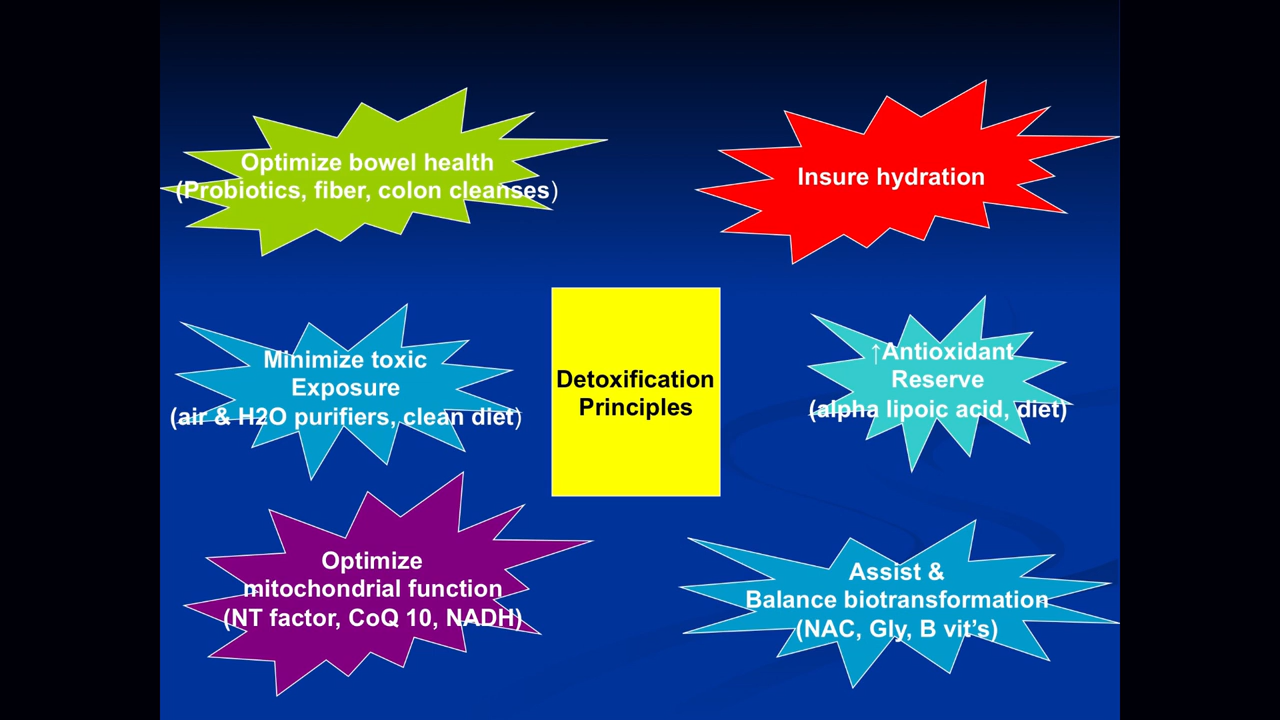 Optimize bowel health
(Probiotics, fiber, colon cleanses)
Insure hydration
Minimize toxic
Exposure
(air & H2O purifiers, clean diet)
Detoxification
Principles
↑Antioxidant
Reserve
(alpha lipoic acid, diet)
Optimize
mitochondrial function
(NT factor, CoQ 10, NADH)
Assist &
Balance biotransformation
(NAC, Gly, B vit’s)